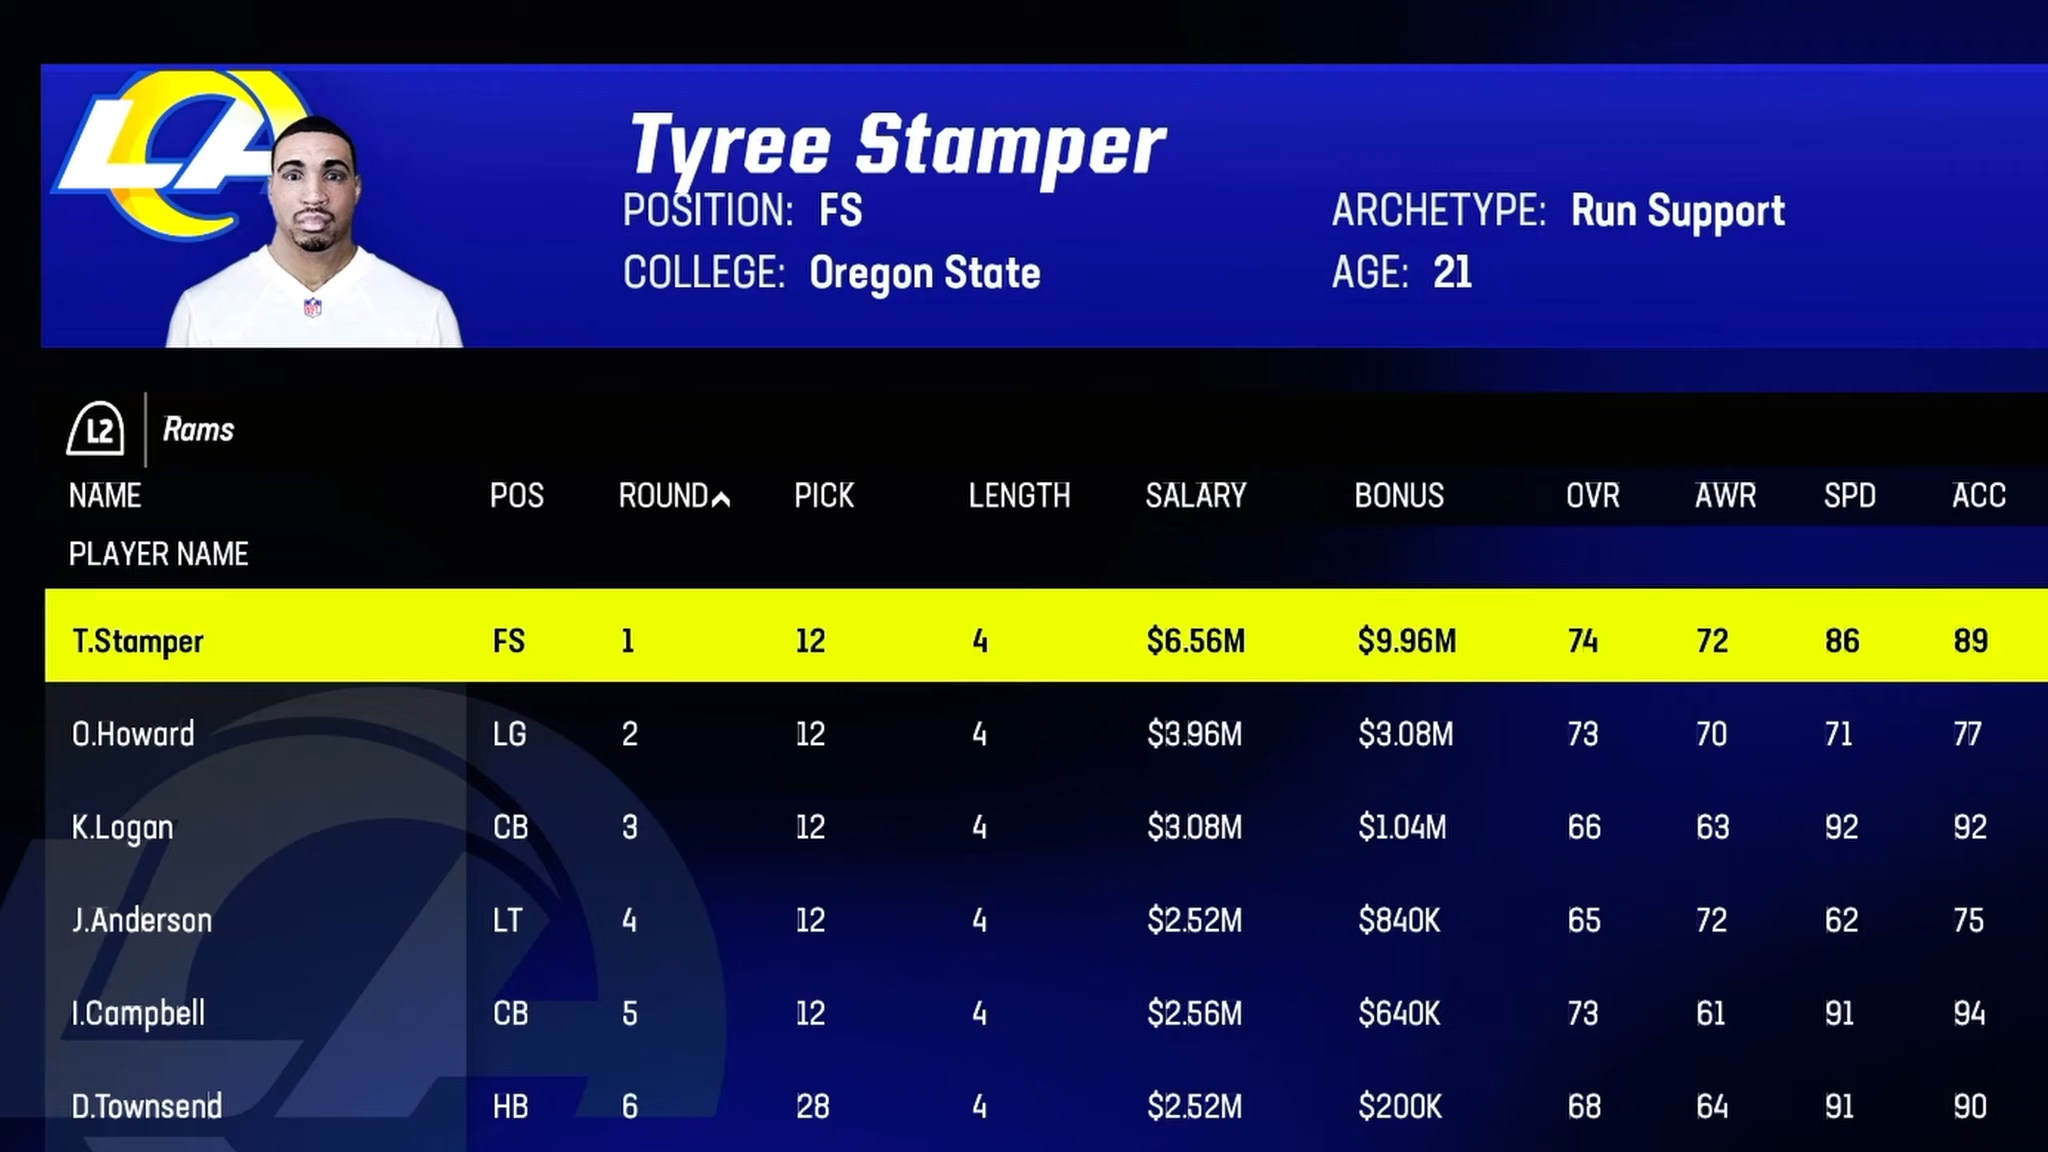 LA
Tyree Stamper
POSITION: FS ARCHETYPE: Run Support
COLLEGE: Oregon State AGE: 21
NFL
L2 Rams
NAME POS ROUND PICK LENGTH SALARY BONUS OVR AWR SPD ACC
PLAYER NAME
T.Stamper FS 1 12 4 $6.56M $9.96M 74 72 86 89
O.Howard LG 2 12 4 $3.96M $3.08M 73 70 71 77
K.Logan CB 3 12 4 $3.08M $1.04M 66 63 92 92
J.Anderson LT 4 12 4 $2.52M $840K 65 72 62 75
I.Campbell CB 5 12 4 $2.56M $640K 73 61 91 94
D.Townsend HB 6 28 4 $2.52M $200K 68 64 91 90